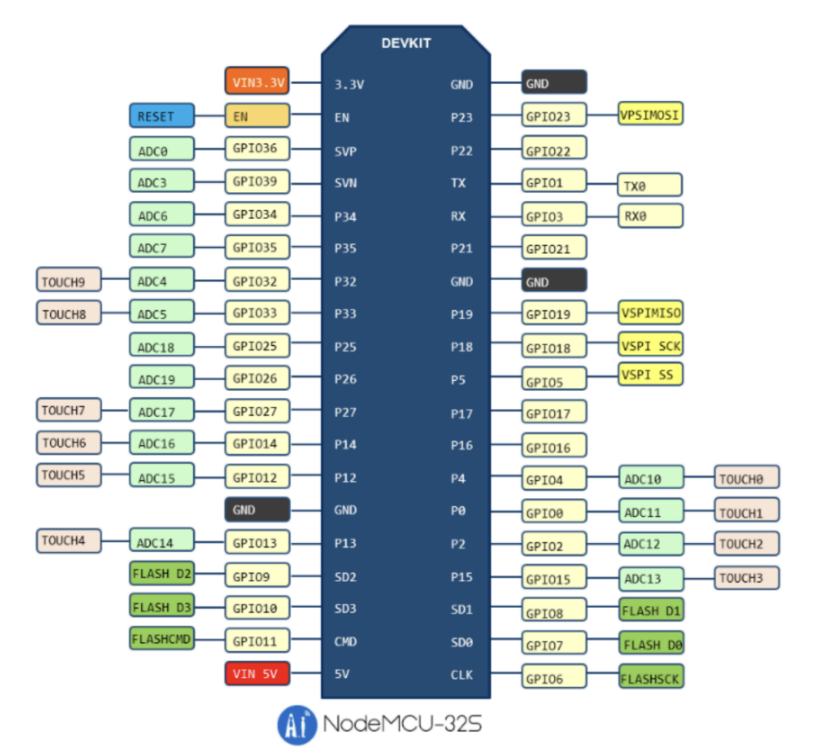 DEVKIT
VIN3.3V 3.3V GND GND
RESET EN EN P23 GPIO23 VPSIMOSI
ADC0 GPIO36 SVP P22 GPIO22
ADC3 GPIO39 SVN TX GPIO1 TX0
ADC6 GPIO34 P34 RX GPIO3 RX0
ADC7 GPIO35 P35 P21 GPIO21
TOUCH9 ADC4 GPIO32 P32 GND GND
TOUCH8 ADC5 GPIO33 P33 P19 GPIO19 VSPIMISO
ADC18 GPIO25 P25 P18 GPIO18 VSPI SCK
ADC19 GPIO26 P26 P5 GPIO5 VSPI SS
TOUCH7 ADC17 GPIO27 P27 P17 GPIO17
TOUCH6 ADC16 GPIO14 P14 P16 GPIO16
TOUCH5 ADC15 GPIO12 P12 P4 GPIO4 ADC10 TOUCH0
GND GND P0 GPIO0 ADC11 TOUCH1
TOUCH4 ADC14 GPIO13 P13 P2 GPIO2 ADC12 TOUCH2
FLASH D2 GPIO9 SD2 P15 GPIO15 ADC13 TOUCH3
FLASH D3 GPIO10 SD3 SD1 GPIO8 FLASH D1
FLASHCMD GPIO11 CMD SD0 GPIO7 FLASH D0
VIN 5V 5V CLK GPIO6 FLASHSCK
Ai NodeMCU-32S